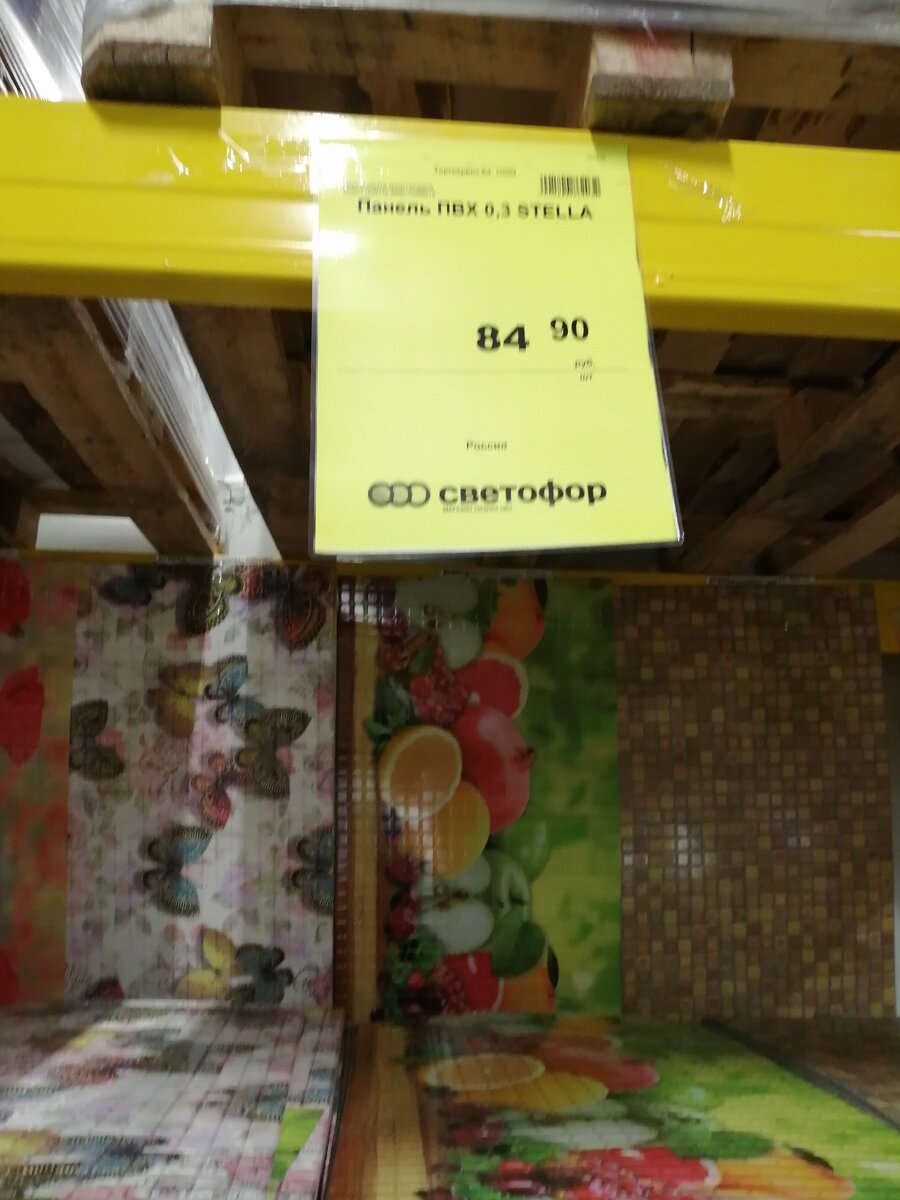 Панель ПВХ 0,3 STELLA
84 90
руб.
шт
Россия
светофор